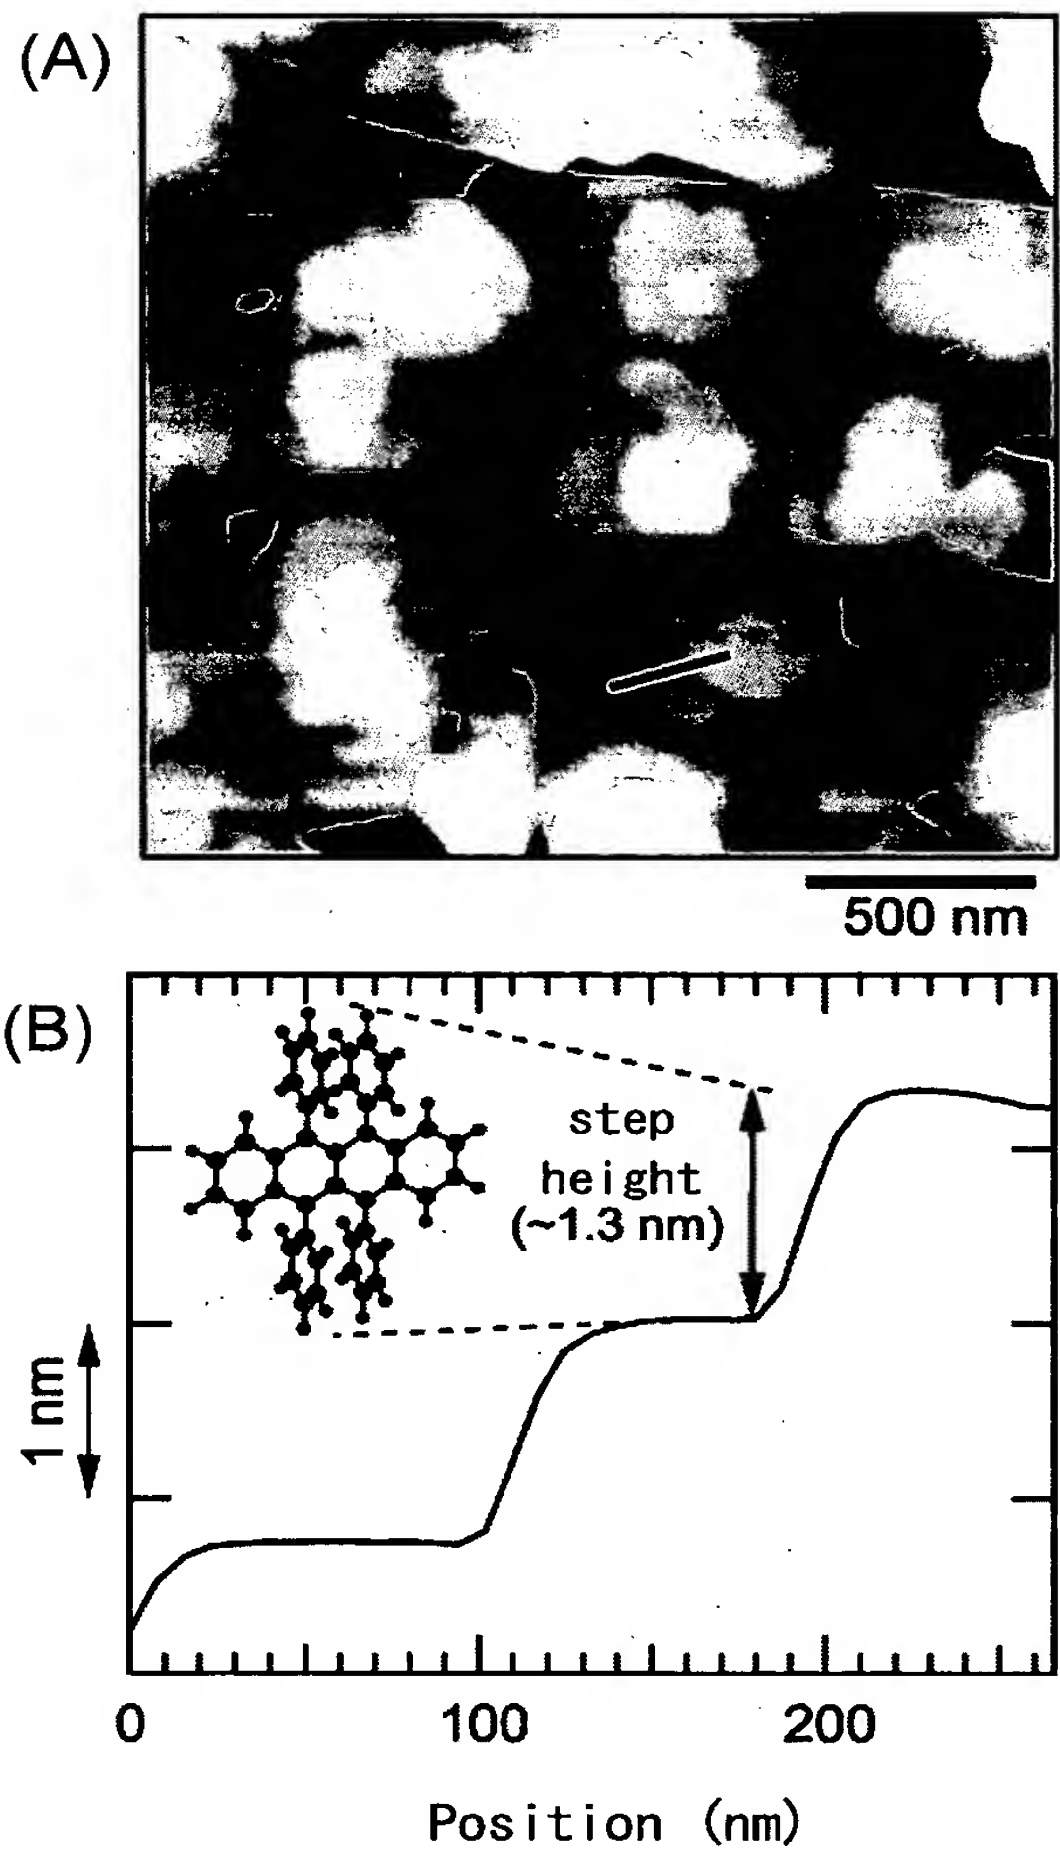 (A)
500 nm
(B)
step
height
(~1.3 nm)
1 nm
0 100 200
Position (nm)